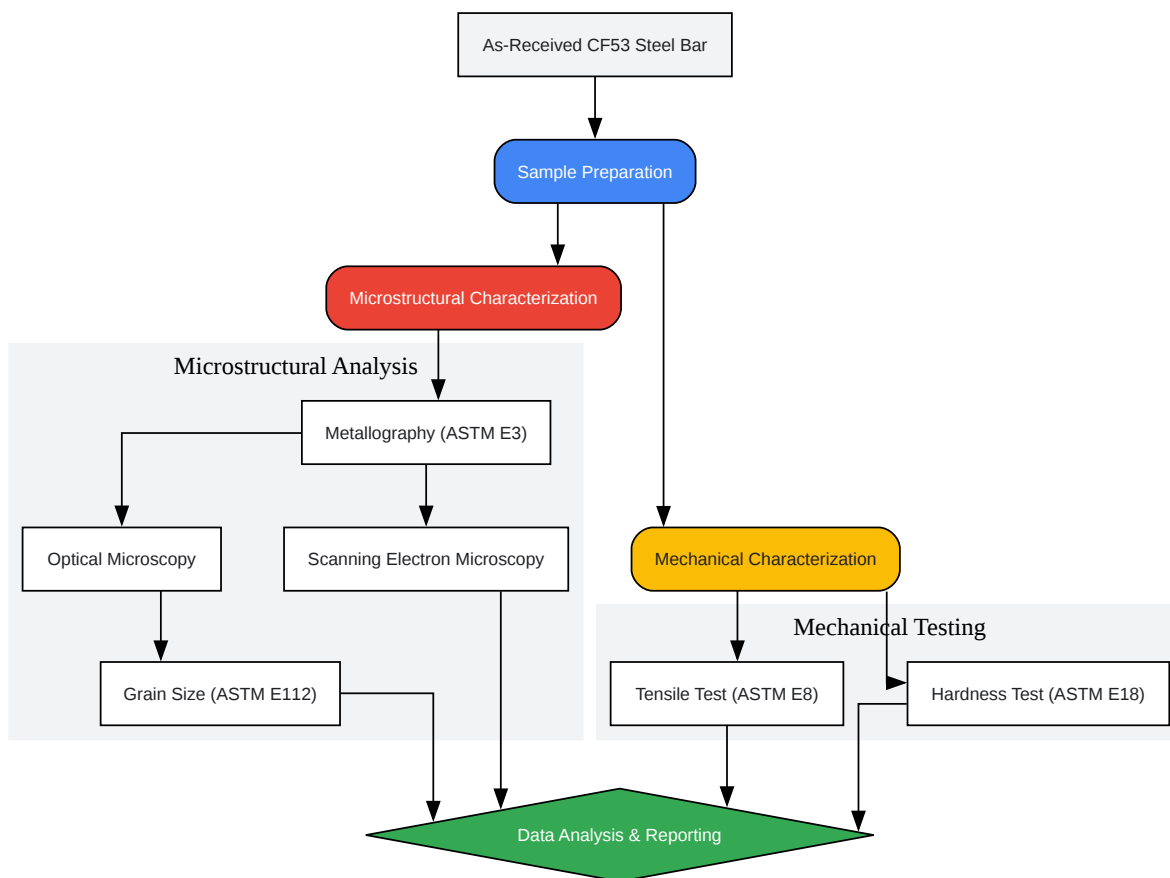 As-Received CF53 Steel Bar
Sample Preparation
Microstructural Characterization
Microstructural Analysis
Metallography (ASTM E3)
Optical Microscopy
Scanning Electron Microscopy
Grain Size (ASTM E112)
Mechanical Characterization
Mechanical Testing
Tensile Test (ASTM E8)
Hardness Test (ASTM E18)
Data Analysis & Reporting